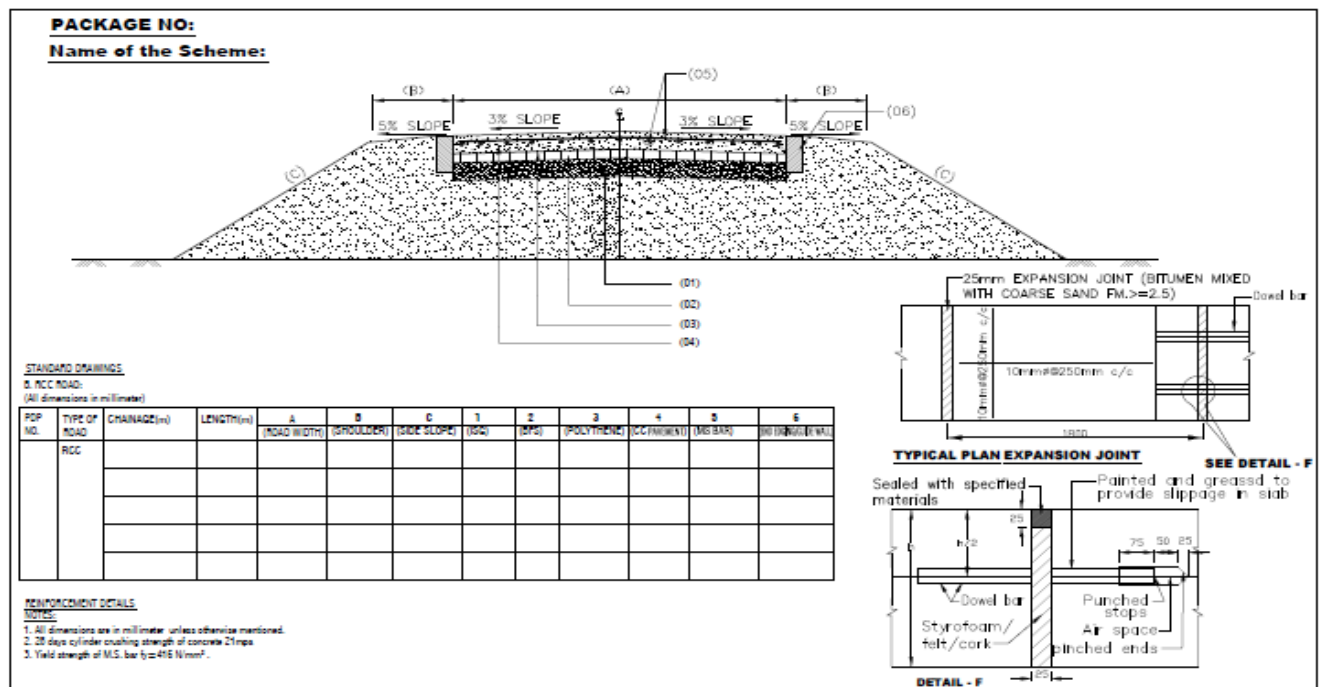 PACKAGE NO:
Name of the Scheme:
(05)
(B)
(A)
(B)
(06)
5% SLOPE
3% SLOPE
3% SLOPE
5% SLOPE
(C)
(C)
(01)
(02)
(03)
(04)
25mm EXPANSION JOINT (BITUMEN MIXED
WITH COARSE SAND FM.>=2.5)
Dowel bar
10mm#@250mm c/c
10mm#@250mm c/c
1800
TYPICAL PLAN EXPANSION JOINT
SEE DETAIL - F
STANDARD DRAWINGS
B. RCC ROAD:
(All dimensions in millimeter)
PDP NO.
TYPE OF ROAD
CHAINAGE(m)
LENGTH(m)
A (ROAD WIDTH)
B (SHOULDER)
C (SIDE SLOPE)
1 (ISG)
2 (BFS)
3 (POLYTHENE)
4 (CC PAVEMENT)
5 (MS BAR)
6
RCC
Sealed with specified
materials
Painted and greassd to
provide slippage in slab
25
h
h/2
75 50 25
Dowel bar
Punched
stops
Styrofoam/
felt/cork
Air space
pinched ends
25
DETAIL - F
REINFORCEMENT DETAILS
NOTES:
1. All dimensions are in millimeter unless otherwise mentioned.
2. 28 days cylinder crushing strength of concrete 21mpa
3. Yield strength of M.S. bar fy=415 N/mm².